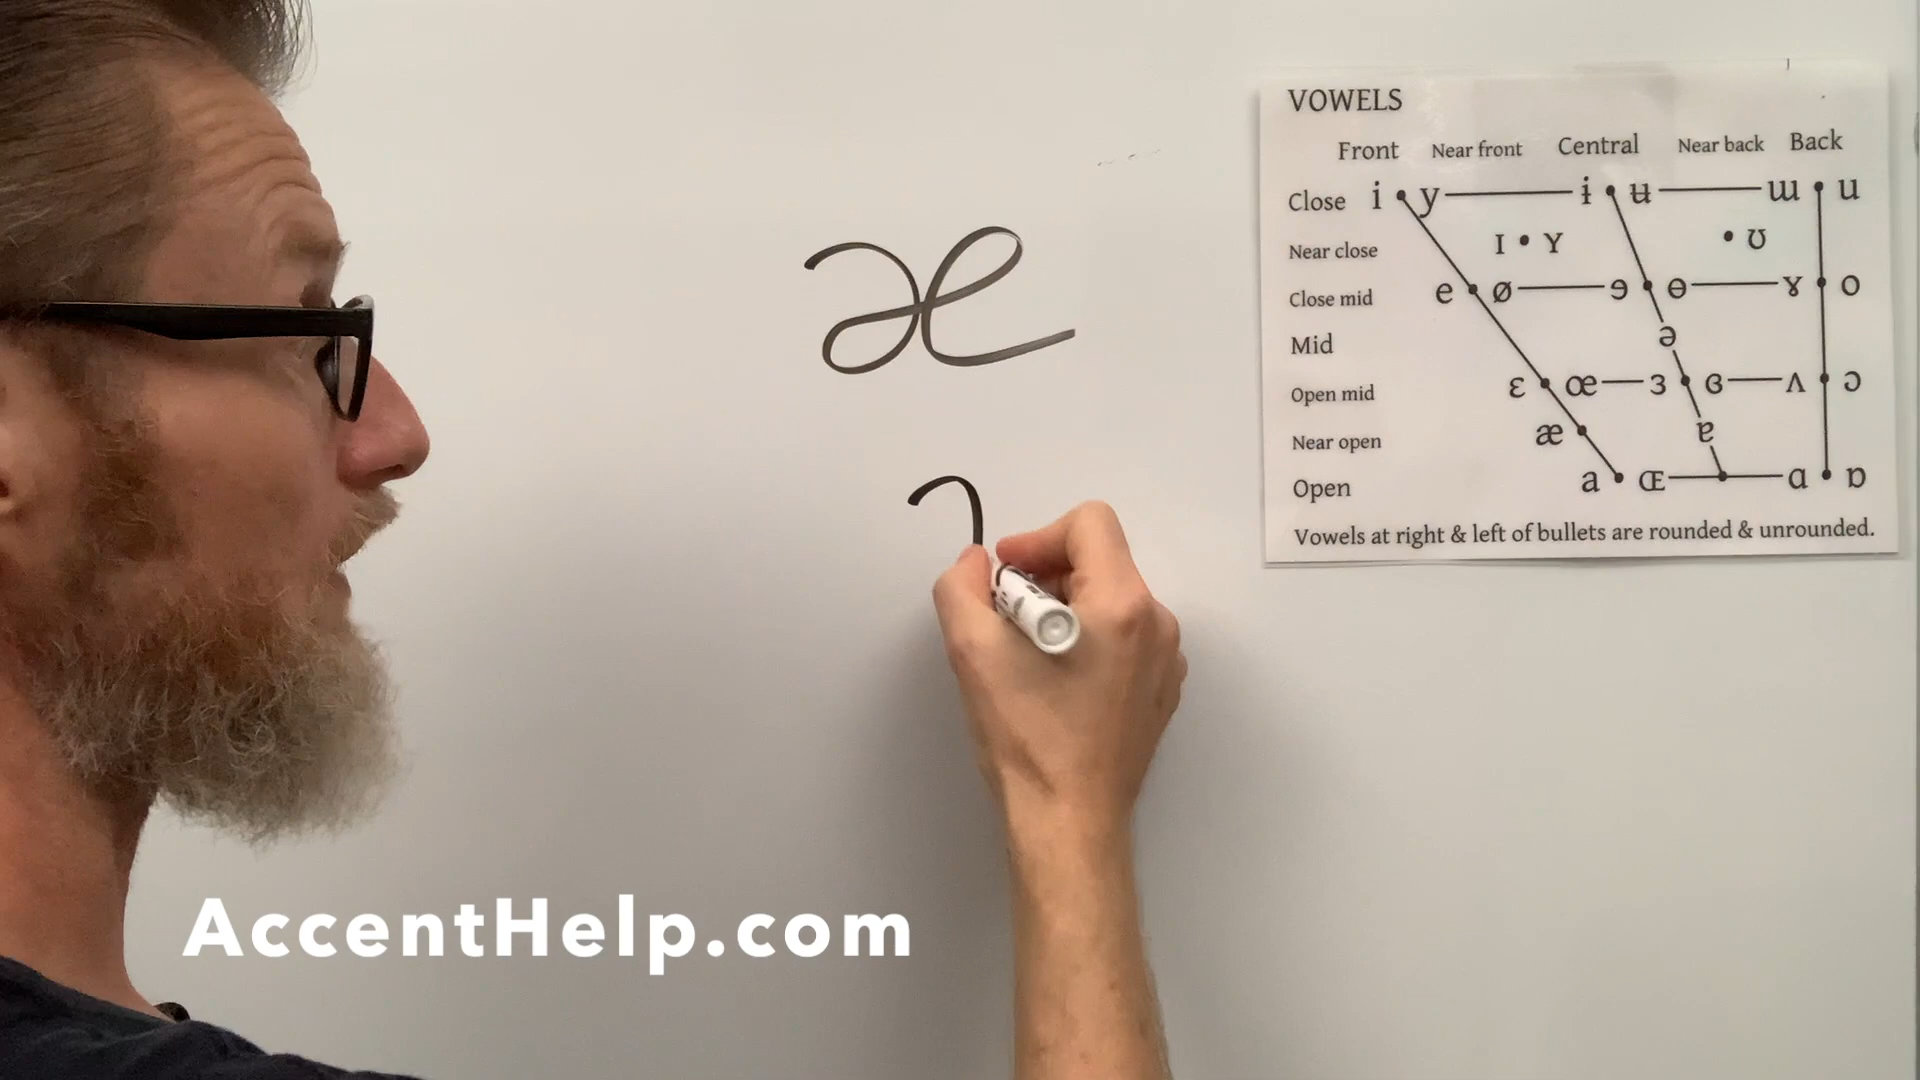 æ
VOWELS
Front Near front Central Near back Back
Close i y ɨ ʉ ɯ u
Near close ɪ ʏ ʊ
Close mid e ø ɘ ɵ ɤ o
Mid ə
Open mid ɛ œ ɜ ɞ ʌ ɔ
Near open æ ɐ
Open a ɶ ɑ ɒ
Vowels at right & left of bullets are rounded & unrounded.
AccentHelp.com